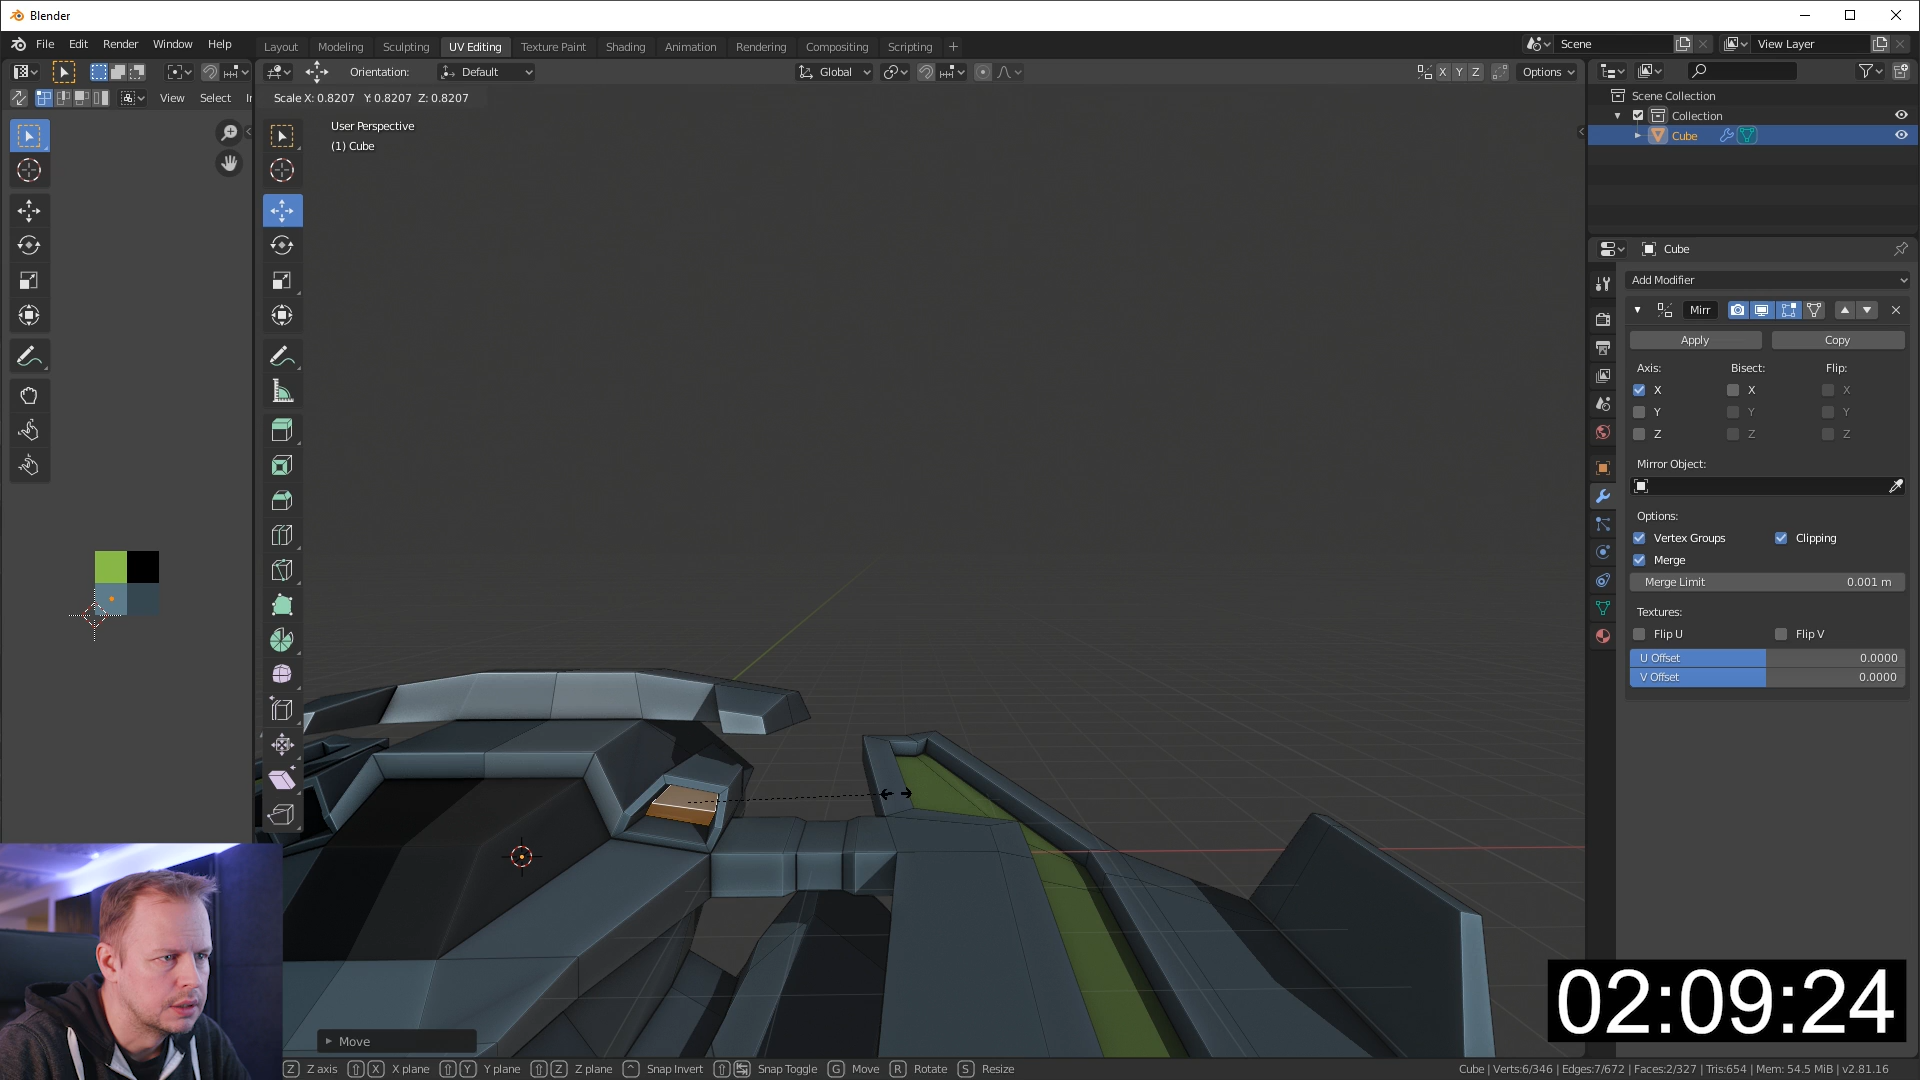 Blender
File Edit Render Window Help
Layout Modeling Sculpting UV Editing Texture Paint Shading Animation Rendering Compositing Scripting +
Scene
View Layer
Orientation: Default
Global
X Y Z
Options
View Select
Scale X: 0.8207 Y: 0.8207 Z: 0.8207
User Perspective
(1) Cube
Scene Collection
Collection
Cube
Cube
Add Modifier
Mirr
Apply Copy
Axis: Bisect: Flip:
X X X
Y Y Y
Z Z Z
Mirror Object:
Options:
Vertex Groups Clipping
Merge
Merge Limit 0.001 m
Textures:
Flip U Flip V
U Offset 0.0000
V Offset 0.0000
02:09:24
Move
Z Z axis X X plane Y Y plane Z Z plane ^ Snap Invert Snap Toggle G Move R Rotate S Resize
Cube | Verts:6/346 | Edges:7/672 | Faces:2/327 | Tris:654 | Mem: 54.5 MiB | v2.81.16